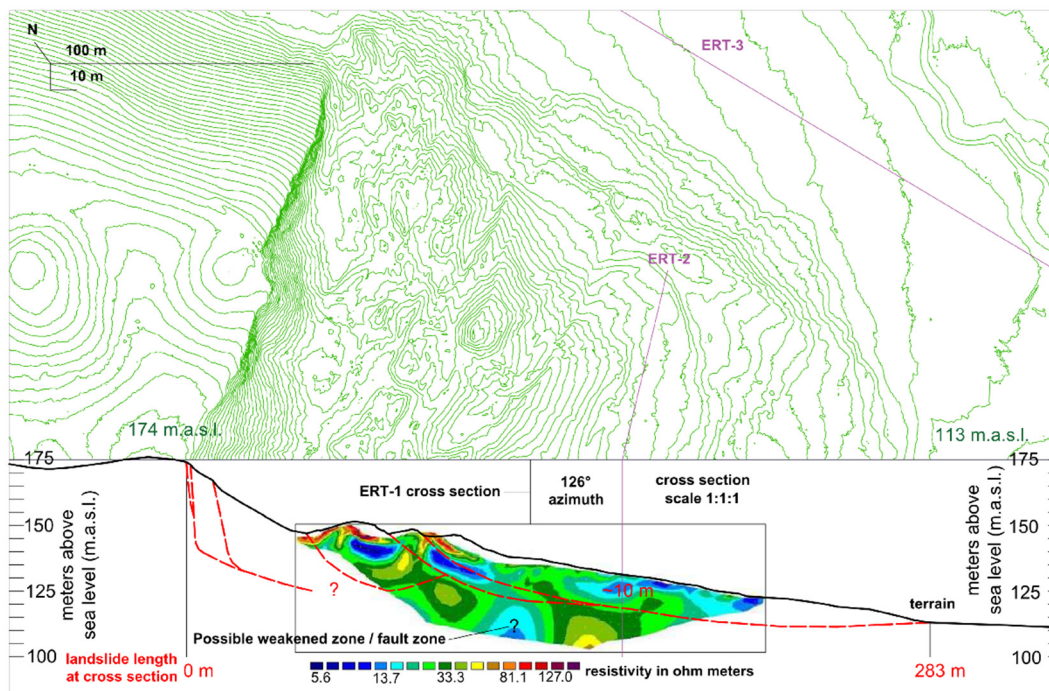 N
100 m
10 m
ERT-3
ERT-2
174 m.a.s.l.
113 m.a.s.l.
175
175
ERT-1 cross section
126°
azimuth
cross section
scale 1:1:1
meters above
sea level (m.a.s.l.)
150
150
meters above
sea level (m.a.s.l.)
125
125
?
~10 m
terrain
Possible weakened zone / fault zone
?
100
100
landslide length
at cross section
0 m
5.6
13.7
33.3
81.1
127.0
resistivity in ohm meters
283 m